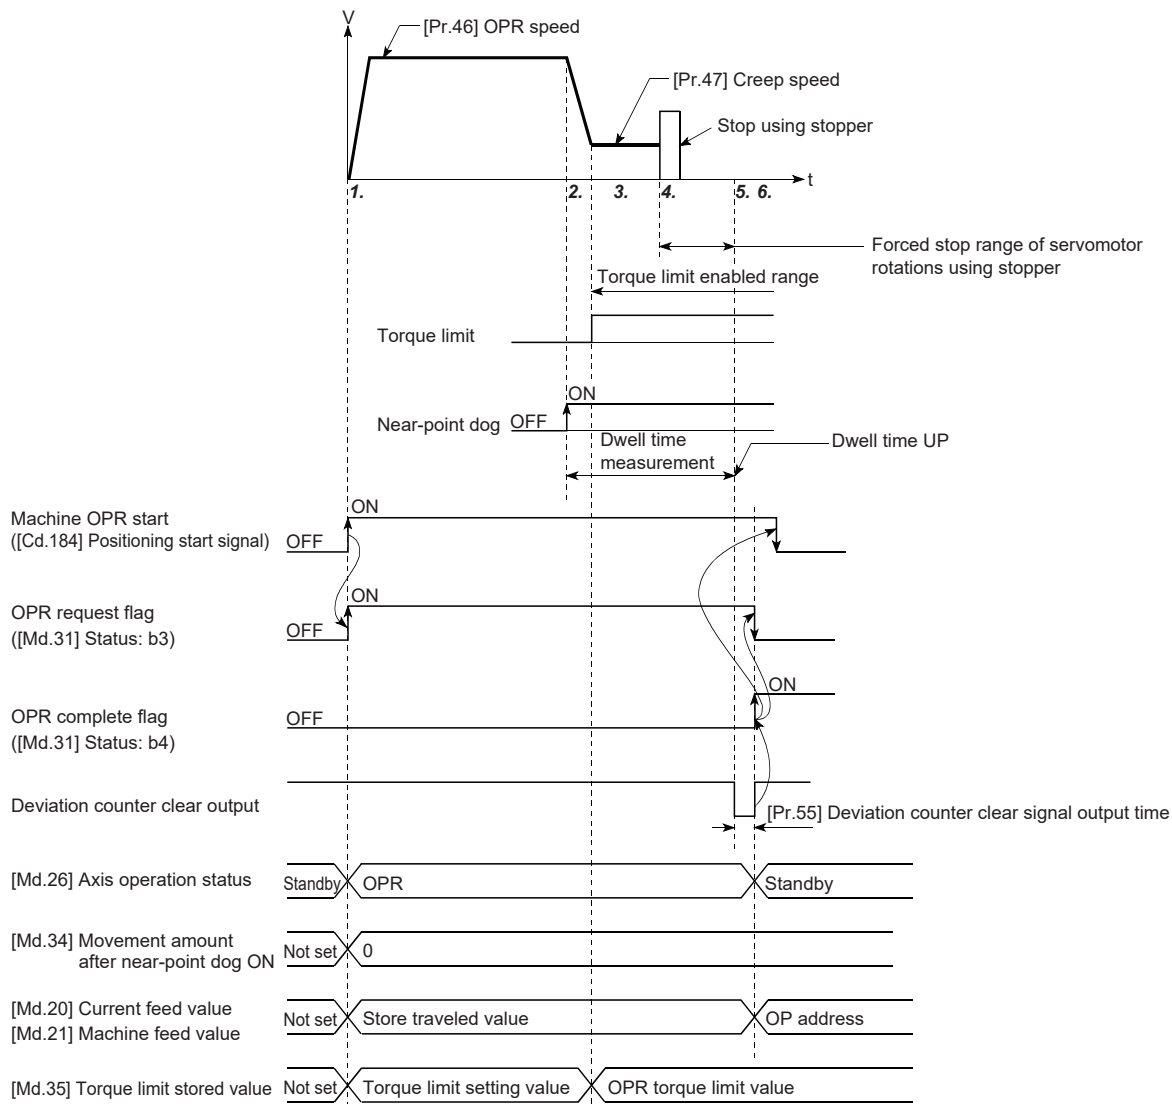 V
[Pr.46] OPR speed
[Pr.47] Creep speed
Stop using stopper
t
1.
2.
3.
4.
5.
6.
Forced stop range of servomotor
rotations using stopper
Torque limit enabled range
Torque limit
ON
Near-point dog
OFF
Dwell time
measurement
Dwell time UP
Machine OPR start
([Cd.184] Positioning start signal)
OFF
ON
OPR request flag
([Md.31] Status: b3)
OFF
ON
OPR complete flag
([Md.31] Status: b4)
OFF
ON
Deviation counter clear output
[Pr.55] Deviation counter clear signal output time
[Md.26] Axis operation status
Standby
OPR
Standby
[Md.34] Movement amount
after near-point dog ON
Not set
0
[Md.20] Current feed value
[Md.21] Machine feed value
Not set
Store traveled value
OP address
[Md.35] Torque limit stored value
Not set
Torque limit setting value
OPR torque limit value